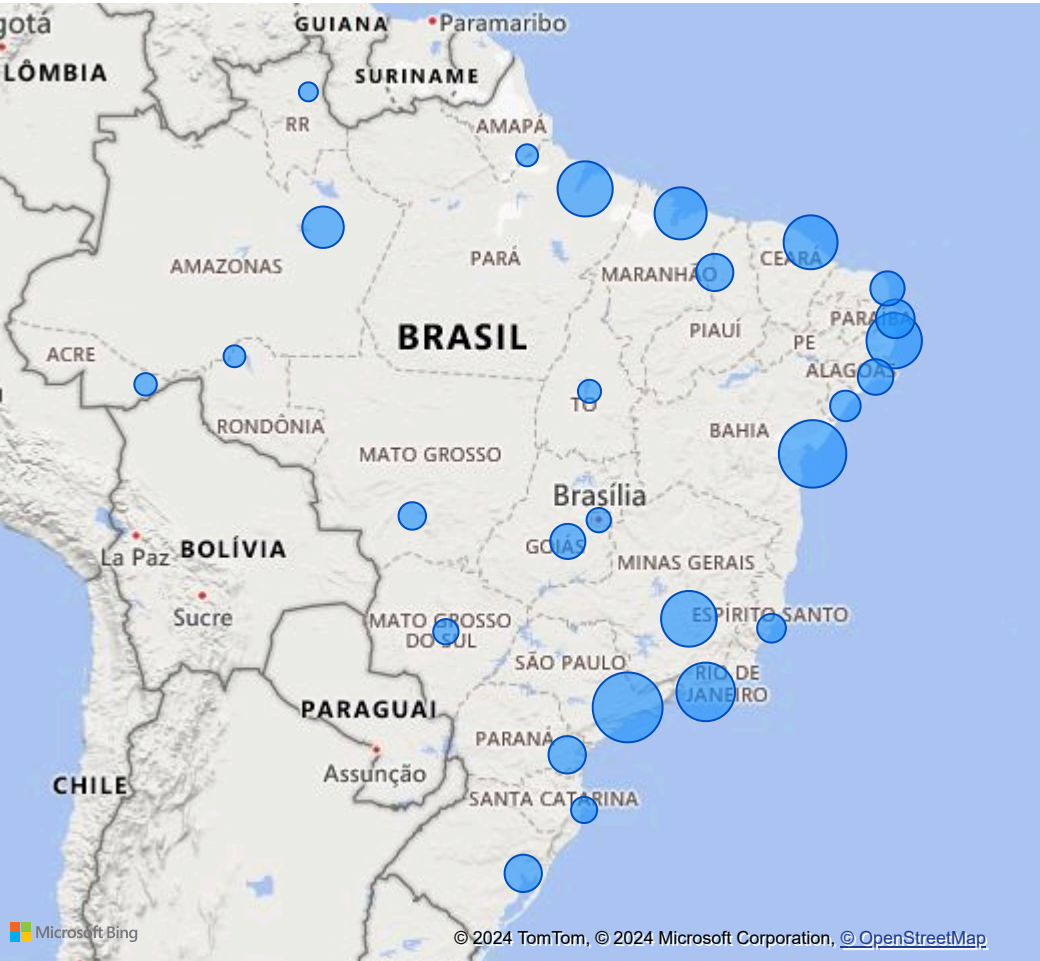 gotá
GUIANA
Paramaribo
LÔMBIA
SURINAME
RR
AMAPÁ
AMAZONAS
PARÁ
MARANHÃO
CEARÁ
BRASIL
PIAUÍ
PARAÍBA
PE
ACRE
ALAGOAS
TO
RONDÔNIA
BAHIA
MATO GROSSO
Brasília
La Paz
BOLÍVIA
GOIÁS
MINAS GERAIS
Sucre
MATO GROSSO
DO SUL
ESPÍRITO SANTO
SÃO PAULO
RIO DE
JANEIRO
PARAGUAI
PARANÁ
Assunção
CHILE
SANTA CATARINA
Microsoft Bing
© 2024 TomTom, © 2024 Microsoft Corporation, © OpenStreetMap